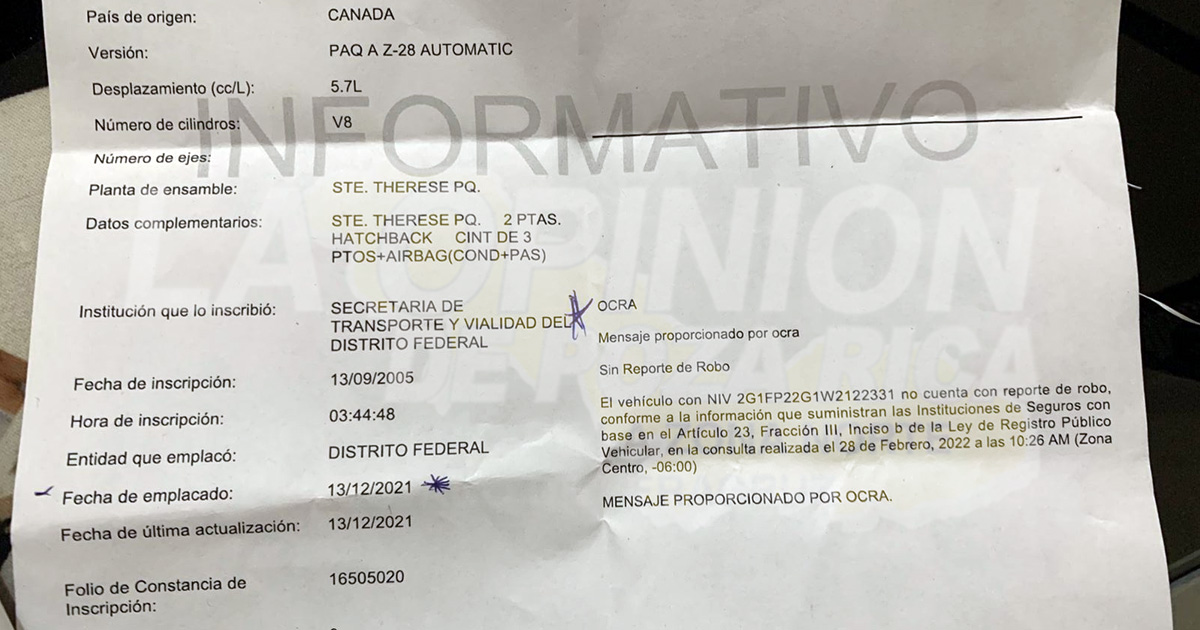 País de origen: CANADA
Versión: PAQ A Z-28 AUTOMATIC
Desplazamiento (cc/L): 5.7L
Número de cilindros: V8
INFORMATIVO
Número de ejes:
Planta de ensamble: STE. THERESE PQ.
Datos complementarios: STE. THERESE PQ. 2 PTAS.
HATCHBACK CINT DE 3
PTOS+AIRBAG(COND+PAS)
LA OPINION
DE POZA RICA
Institución que lo inscribió: SECRETARIA DE
TRANSPORTE Y VIALIDAD DEL
DISTRITO FEDERAL
Fecha de inscripción: 13/09/2005
Hora de inscripción: 03:44:48
Entidad que emplacó: DISTRITO FEDERAL
Fecha de emplacado: 13/12/2021
Fecha de última actualización: 13/12/2021
Folio de Constancia de
Inscripción: 16505020
OCRA
Mensaje proporcionado por ocra
Sin Reporte de Robo
El vehículo con NIV 2G1FP22G1W2122331 no cuenta con reporte de robo,
conforme a la información que suministran las Instituciones de Seguros con
base en el Artículo 23, Fracción III, Inciso b de la Ley de Registro Público
Vehicular, en la consulta realizada el 28 de Febrero, 2022 a las 10:26 AM (Zona
Centro, -06:00)
MENSAJE PROPORCIONADO POR OCRA.